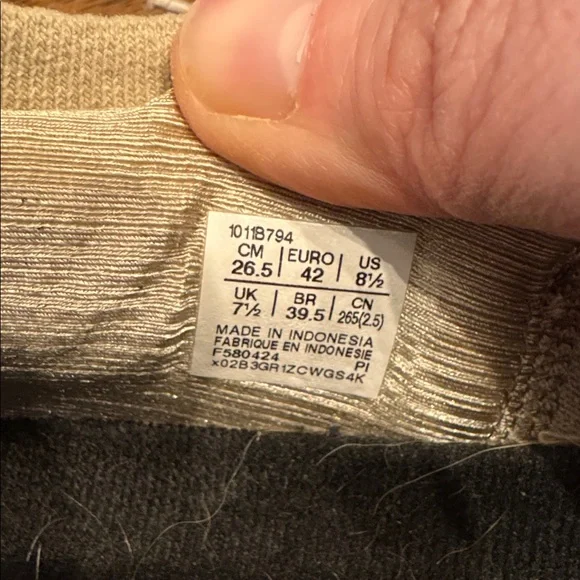 1011B794
CM 26.5 | EURO 42 | US 8½
UK 7½ | BR 39.5 | CN 265(2.5)
MADE IN INDONESIA
FABRIQUE EN INDONESIE
F580424 PI
x02B3GR1ZCWGS4K